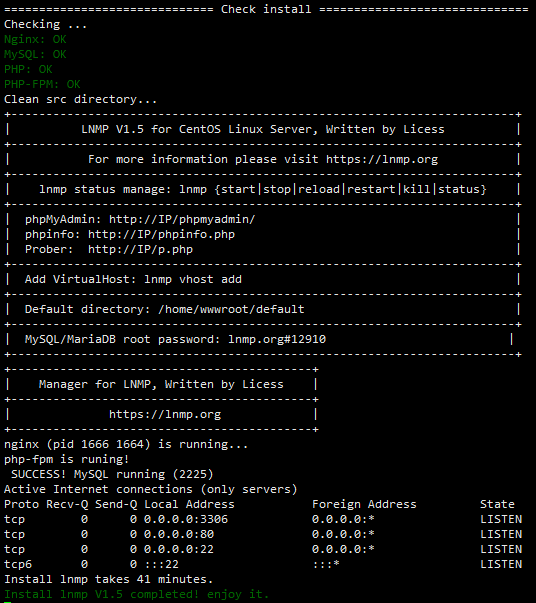 ============================== Check install ==============================
Checking ...
Nginx: OK
MySQL: OK
PHP: OK
PHP-FPM: OK
Clean src directory...
+------------------------------------------------------------------------+
|          LNMP V1.5 for CentOS Linux Server, Written by Licess          |
+------------------------------------------------------------------------+
|           For more information please visit https://lnmp.org           |
+------------------------------------------------------------------------+
|    lnmp status manage: lnmp {start|stop|reload|restart|kill|status}    |
+------------------------------------------------------------------------+
|  phpMyAdmin: http://IP/phpmyadmin/                                     |
|  phpinfo: http://IP/phpinfo.php                                        |
|  Prober:  http://IP/p.php                                              |
+------------------------------------------------------------------------+
|  Add VirtualHost: lnmp vhost add                                       |
+------------------------------------------------------------------------+
|  Default directory: /home/wwwroot/default                              |
+------------------------------------------------------------------------+
|  MySQL/MariaDB root password: lnmp.org#12910                          |
+------------------------------------------------------------------------+
+-------------------------------------------+
|    Manager for LNMP, Written by Licess    |
+-------------------------------------------+
|              https://lnmp.org             |
+-------------------------------------------+
nginx (pid 1666 1664) is running...
php-fpm is runing!
 SUCCESS! MySQL running (2225)
Active Internet connections (only servers)
Proto Recv-Q Send-Q Local Address           Foreign Address         State
tcp        0      0 0.0.0.0:3306            0.0.0.0:*               LISTEN
tcp        0      0 0.0.0.0:80              0.0.0.0:*               LISTEN
tcp        0      0 0.0.0.0:22              0.0.0.0:*               LISTEN
tcp6       0      0 :::22                   :::*                    LISTEN
Install lnmp takes 41 minutes.
Install lnmp V1.5 completed! enjoy it.